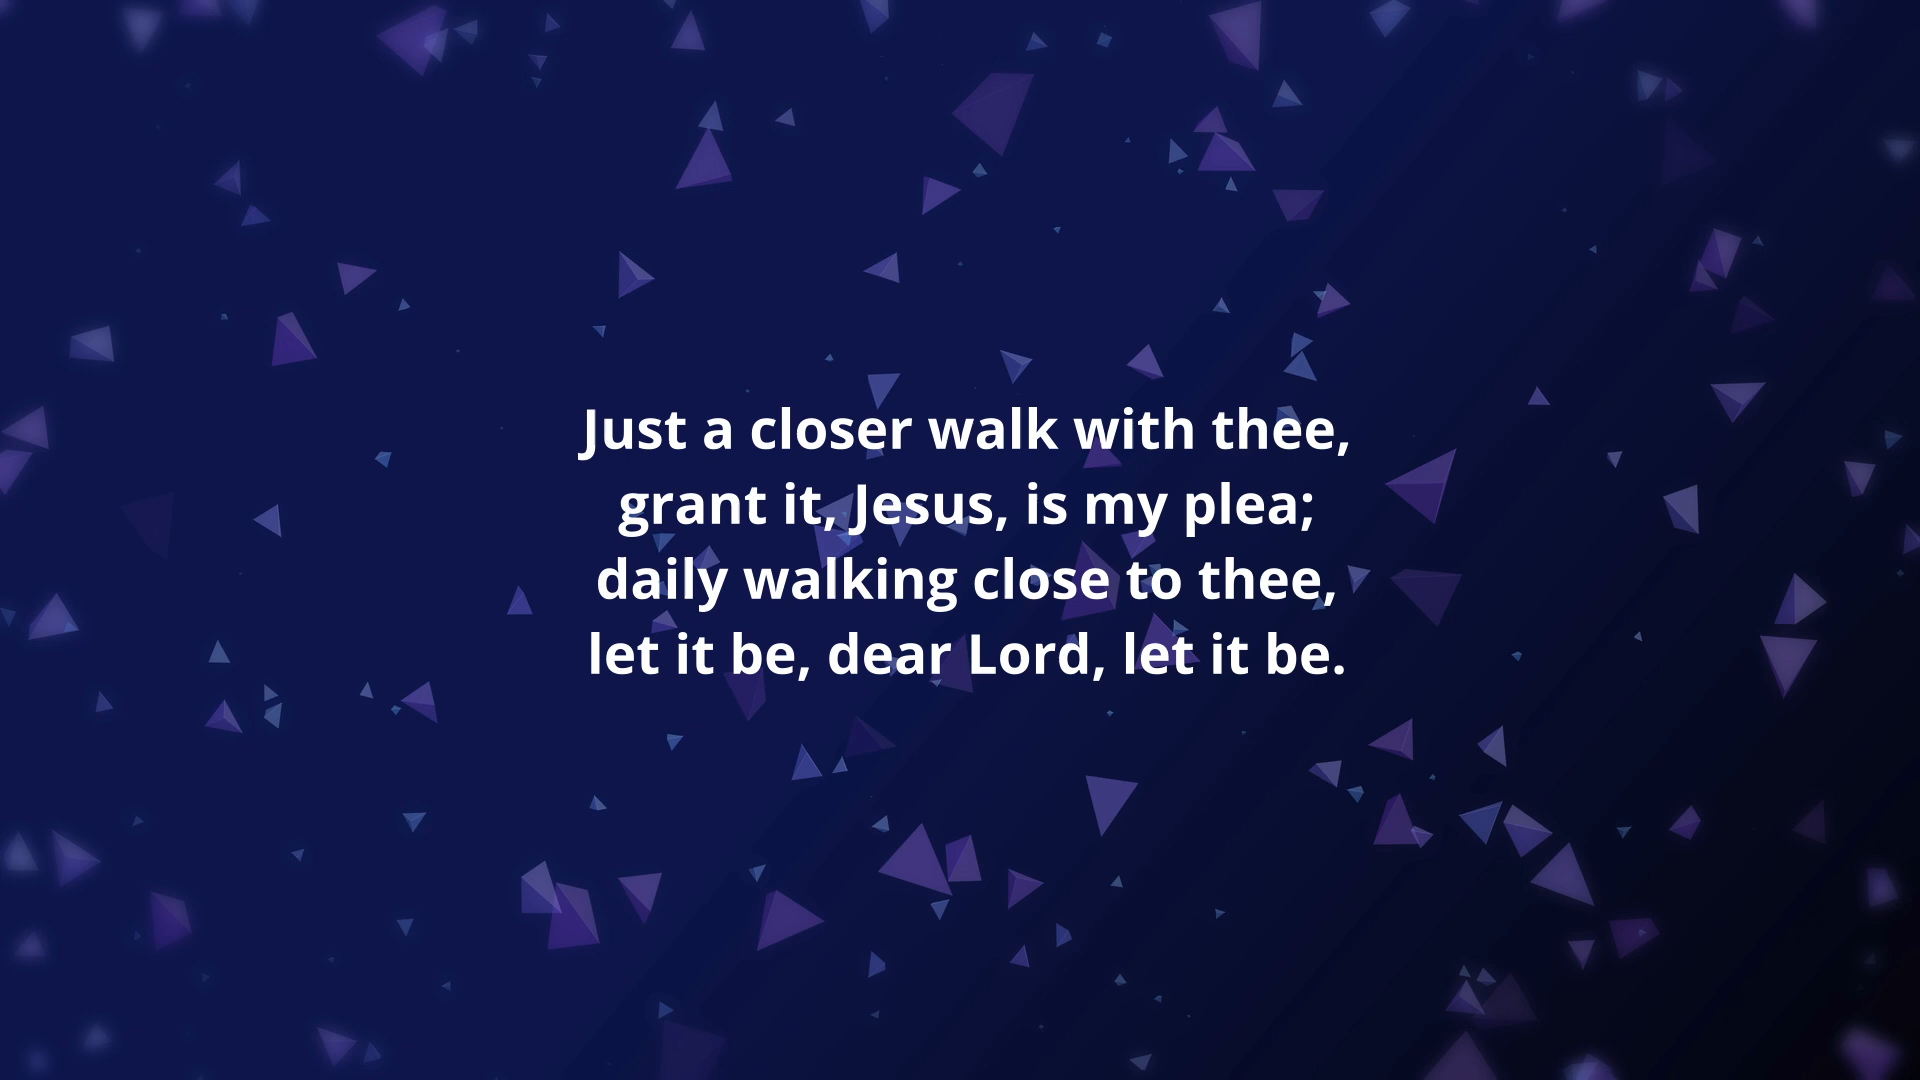 Just a closer walk with thee,
grant it, Jesus, is my plea;
daily walking close to thee,
let it be, dear Lord, let it be.